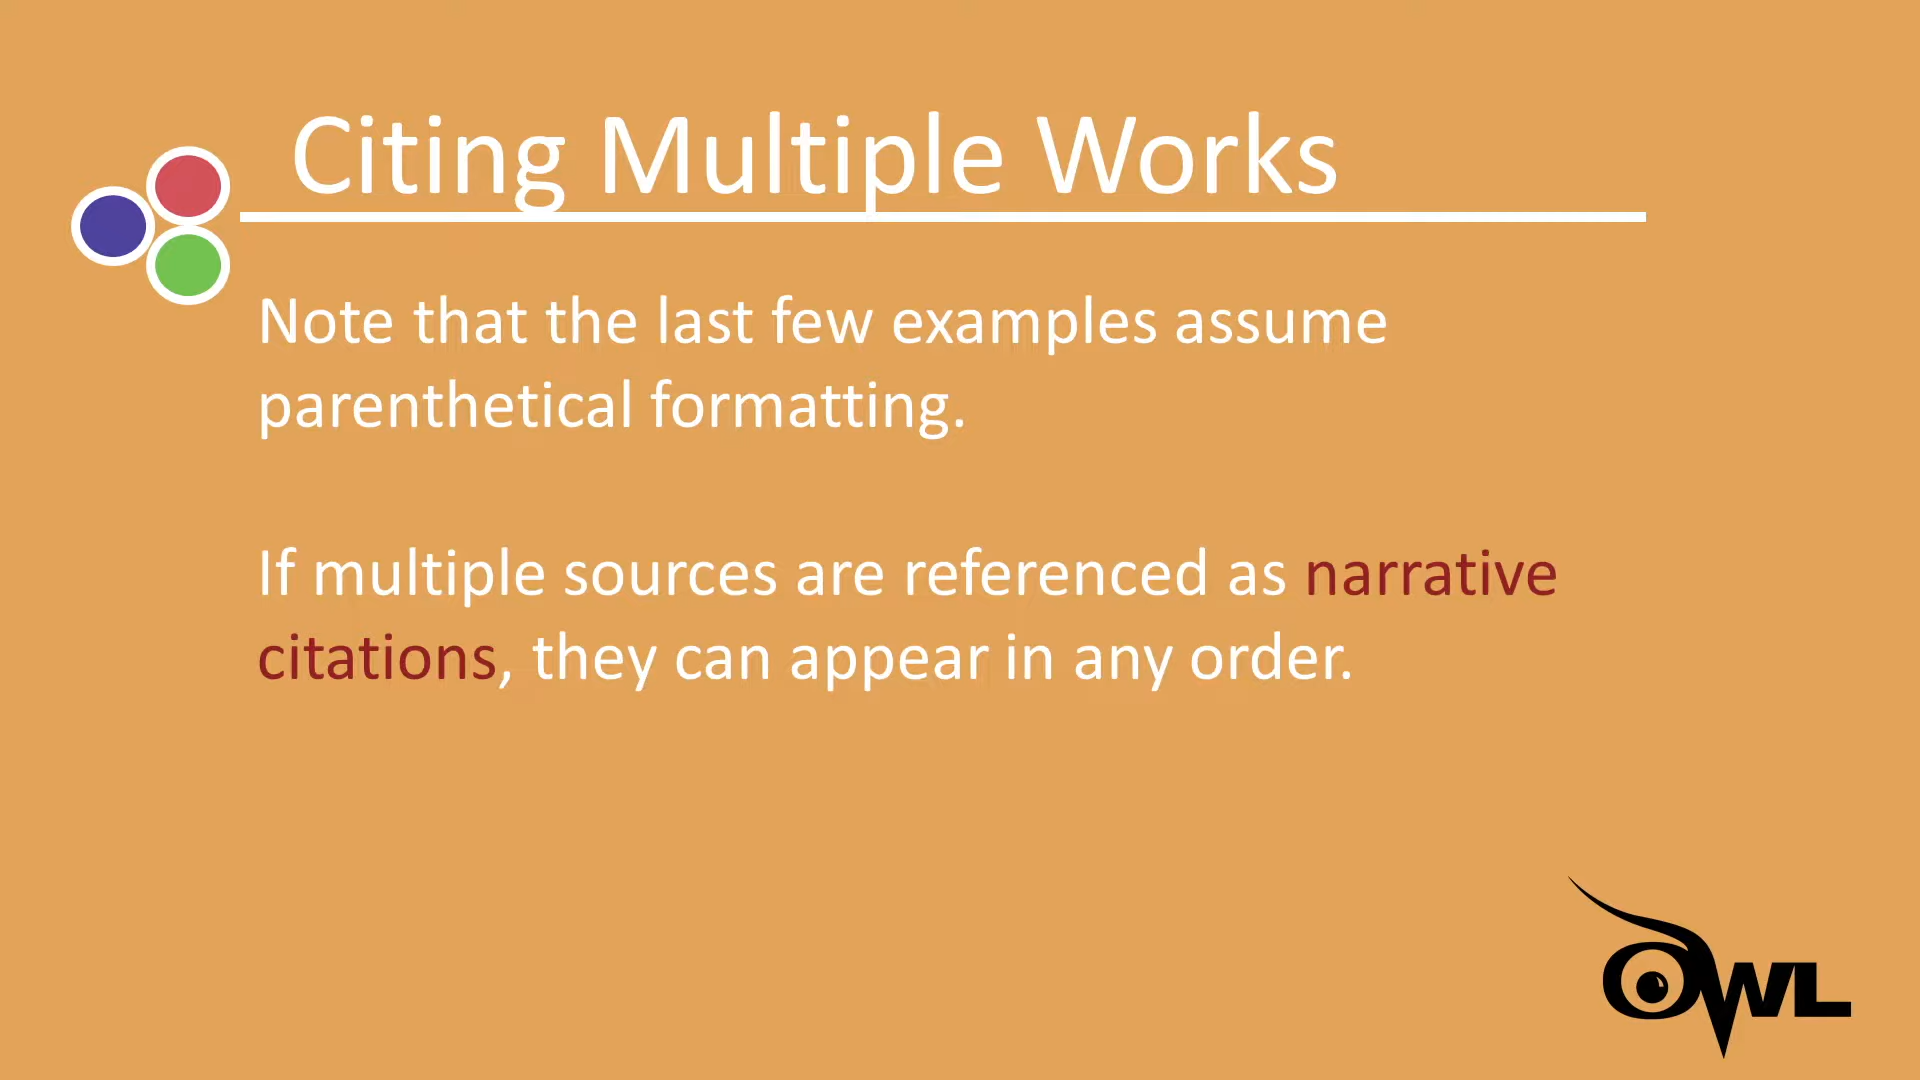 Citing Multiple Works
Note that the last few examples assume
parenthetical formatting.
If multiple sources are referenced as narrative
citations, they can appear in any order.
OWL